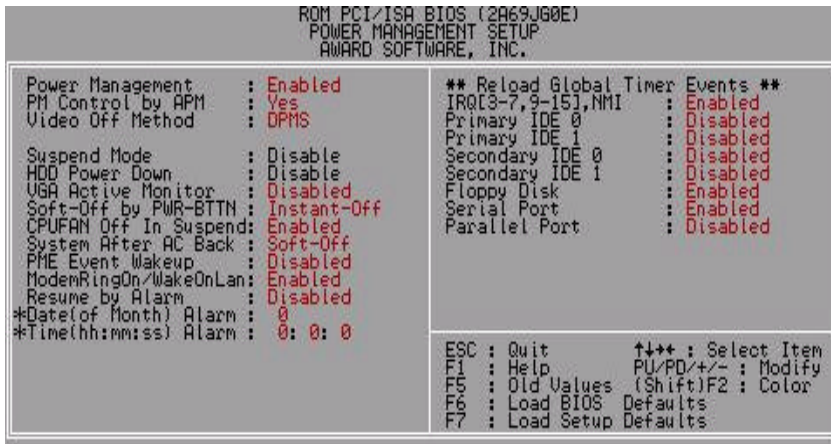 ROM PCI/ISA BIOS (2A69JG0E)
POWER MANAGEMENT SETUP
AWARD SOFTWARE, INC.
Power Management : Enabled
PM Control by APM : Yes
Video Off Method : DPMS
Suspend Mode : Disable
HDD Power Down : Disable
VGA Active Monitor : Disabled
Soft-Off by PWR-BTTN : Instant-Off
CPUFAN Off In Suspend: Enabled
System After AC Back : Soft-Off
PME Event Wakeup : Disabled
ModemRingOn/WakeOnLan: Enabled
Resume by Alarm : Disabled
*Date(of Month) Alarm : 0
*Time(hh:mm:ss) Alarm : 0: 0: 0
** Reload Global Timer Events **
IRQ[3-7,9-15],NMI : Enabled
Primary IDE 0 : Disabled
Primary IDE 1 : Disabled
Secondary IDE 0 : Disabled
Secondary IDE 1 : Disabled
Floppy Disk : Enabled
Serial Port : Enabled
Parallel Port : Disabled
ESC : Quit ↑↓→← : Select Item
F1 : Help PU/PD/+/- : Modify
F5 : Old Values (Shift)F2 : Color
F6 : Load BIOS Defaults
F7 : Load Setup Defaults